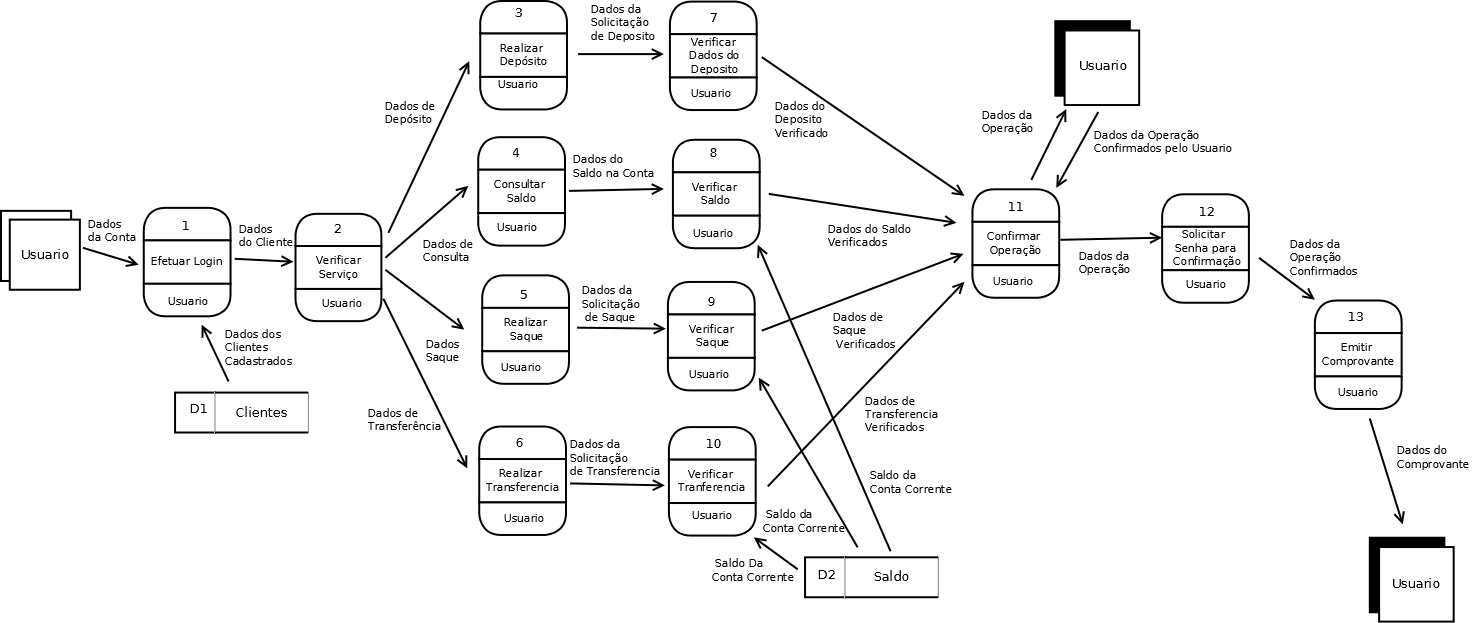 Usuario
Dados
da Conta
1
Efetuar Login
Usuario
Dados dos
Clientes
Cadastrados
D1
Clientes
Dados
do Cliente
2
Verificar
Serviço
Usuario
Dados de
Depósito
Dados de
Consulta
Dados
Saque
Dados de
Transferência
3
Realizar
Depósito
Usuario
Dados da
Solicitação
de Deposito
7
Verificar
Dados do
Deposito
Usuario
Dados do
Deposito
Verificado
4
Consultar
Saldo
Usuario
Dados do
Saldo na Conta
8
Verificar
Saldo
Usuario
Dados do Saldo
Verificados
5
Realizar
Saque
Usuario
Dados da
Solicitação
de Saque
9
Verificar
Saque
Usuario
Dados de
Saque
Verificados
6
Realizar
Transferencia
Usuario
Dados da
Solicitação
de Transferencia
10
Verificar
Tranferencia
Usuario
Dados de
Transferencia
Verificados
Saldo da
Conta Corrente
Saldo da
Conta Corrente
Saldo Da
Conta Corrente
D2
Saldo
11
Confirmar
Operação
Usuario
Dados da
Operação
Usuario
Dados da Operação
Confirmados pelo Usuario
Dados da
Operação
12
Solicitar
Senha para
Confirmação
Usuario
Dados da
Operação
Confirmados
13
Emitir
Comprovante
Usuario
Dados do
Comprovante
Usuario